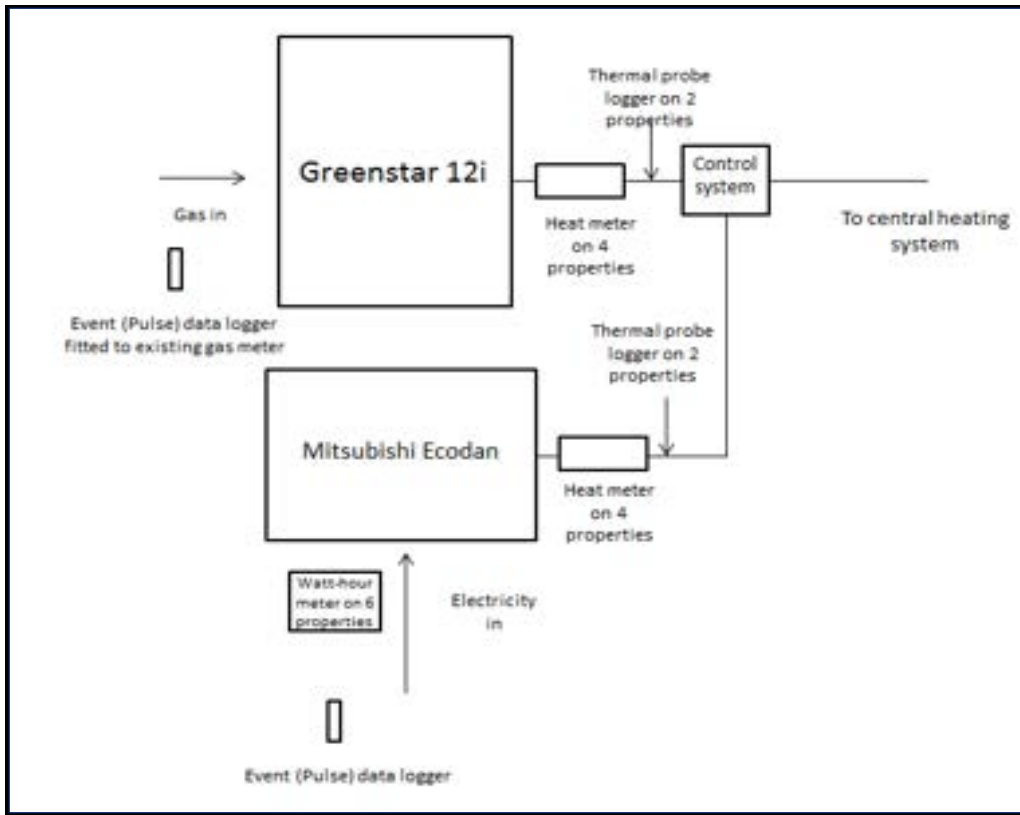 Thermal probe
logger on 2
properties
Greenstar 12i
Control
system
Gas in
Heat meter
on 4
properties
To central heating
system
Event (Pulse) data logger
fitted to existing gas meter
Thermal probe
logger on 2
properties
Mitsubishi Ecodan
Heat meter
on 4
properties
Watt-hour
meter on 6
properties
Electricity
in
Event (Pulse) data logger